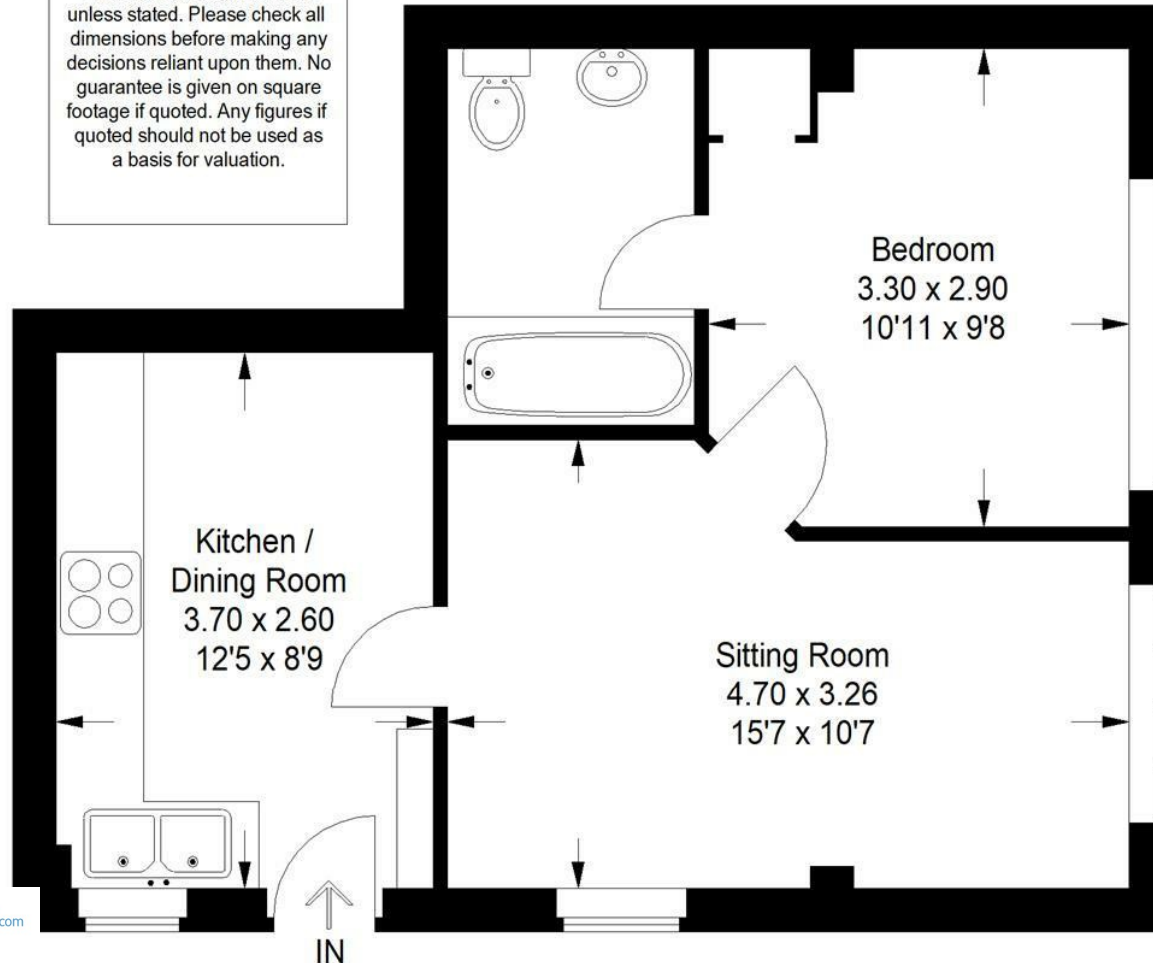 unless stated. Please check all
dimensions before making any
decisions reliant upon them. No
guarantee is given on square
footage if quoted. Any figures if
quoted should not be used as
a basis for valuation.
Bedroom
3.30 x 2.90
10'11 x 9'8
Kitchen /
Dining Room
3.70 x 2.60
12'5 x 8'9
Sitting Room
4.70 x 3.26
15'7 x 10'7
com
IN